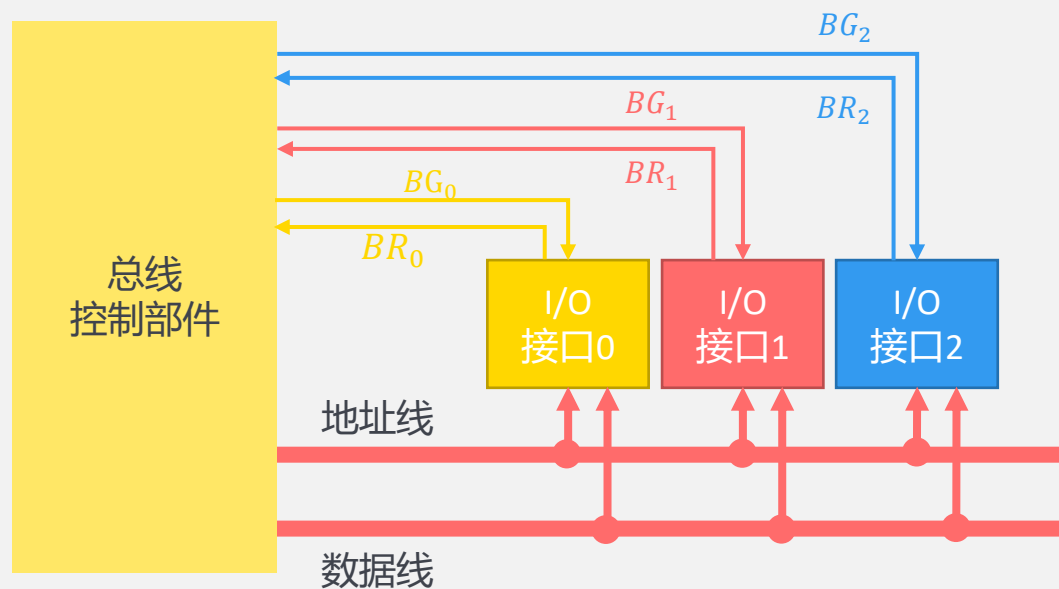 BG₂
BR₂
BG₁
BR₁
BG₀
BR₀
总线
控制部件
I/O
接口0
I/O
接口1
I/O
接口2
地址线
数据线